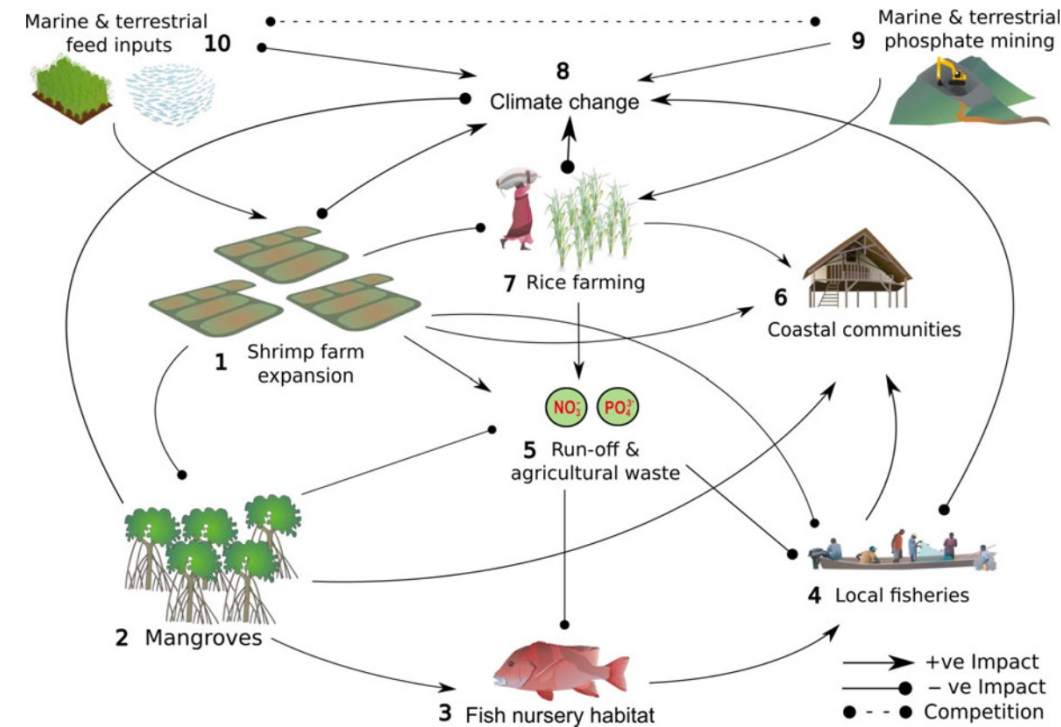 Marine & terrestrial
feed inputs 10
Marine & terrestrial
9 phosphate mining
8
Climate change
7 Rice farming
6
Coastal communities
1 Shrimp farm
expansion
NO₃⁻ PO₄³⁻
5 Run-off &
agricultural waste
4 Local fisheries
2 Mangroves
3 Fish nursery habitat
+ve Impact
– ve Impact
Competition